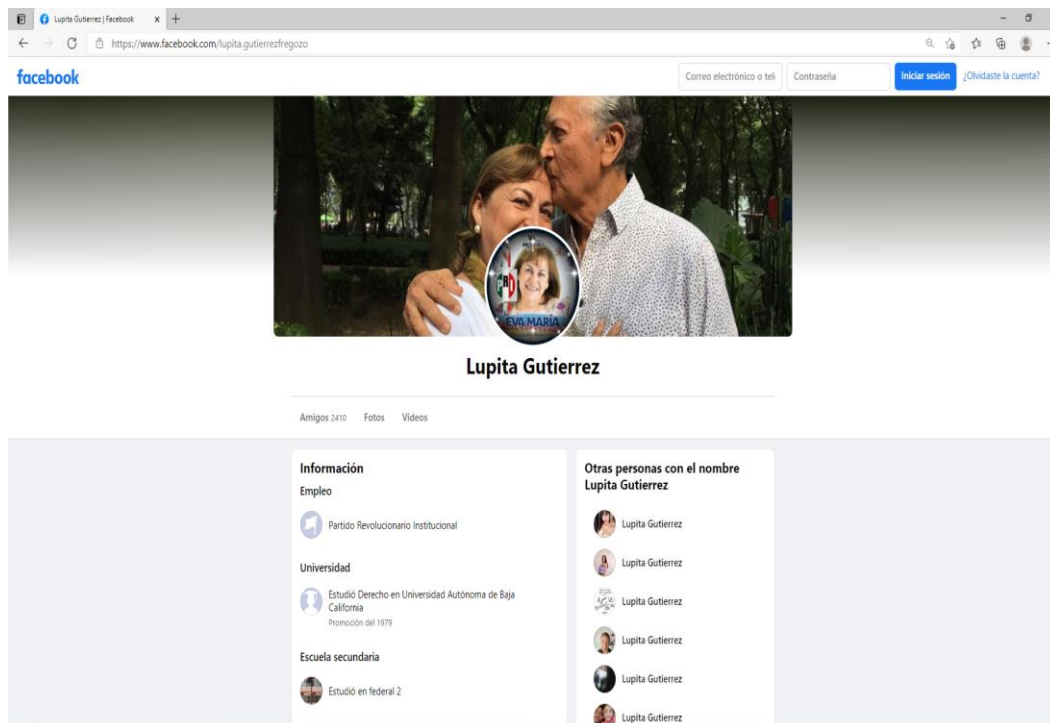 Lupita Gutierrez | Facebook
https://www.facebook.com/lupita.gutierrezfregozo
facebook
Correo electrónico o telé
Contraseña
Iniciar sesión
¿Olvidaste la cuenta?
PRD
EVA MARÍA
Lupita Gutierrez
Amigos 2410
Fotos
Videos
Información
Empleo
Partido Revolucionario Institucional
Universidad
Estudió Derecho en Universidad Autónoma de Baja
California
Promoción del 1979
Escuela secundaria
Estudió en federal 2
Otras personas con el nombre
Lupita Gutierrez
Lupita Gutierrez
Lupita Gutierrez
Lupita Gutierrez
Lupita Gutierrez
Lupita Gutierrez
Lupita Gutierrez